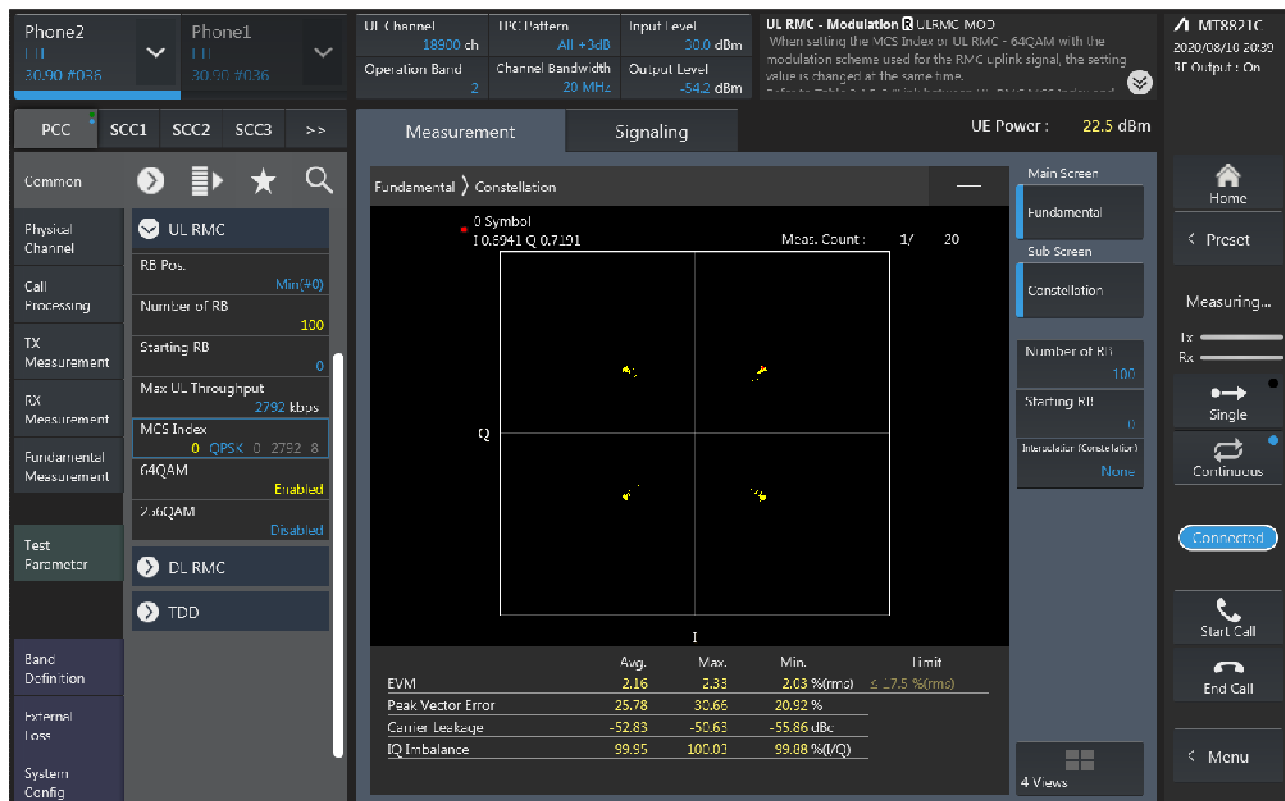 Phone2
30.90 #036
Phone1
30.90 #036
UL Channel
18900 ch
Operation Band
2
TPC Pattern
All +3dB
Channel Bandwidth
20 MHz
Input Level
30.0 dBm
Output Level
-54.2 dBm
UL RMC - Modulation R ULRMC_MOD
When setting the MCS Index or UL RMC - 64QAM with the
modulation scheme used for the RMC uplink signal, the setting
value is changed at the same time.
MT8821C
2020/08/10 20:39
RF Output : On
PCC
SCC1
SCC2
SCC3
>>
Measurement
Signaling
UE Power :
22.5 dBm
Common
Physical
Channel
Call
Processing
TX
Measurement
RX
Measurement
Fundamental
Measurement
Test
Parameter
Band
Definition
External
Loss
System
Config
UL RMC
RB Pos.
Min(#0)
Number of RB
100
Starting RB
0
Max UL Throughput
2792 kbps
MCS Index
0 QPSK 0 2792 8
64QAM
Enabled
256QAM
Disabled
DL RMC
TDD
Fundamental
Constellation
0 Symbol
I 0.6941 Q 0.7191
Meas. Count :
1/
20
Q
I
Avg.
Max.
Min.
Limit
EVM
2.16
2.33
2.03 %(rms)
≤ 17.5 %(rms)
Peak Vector Error
25.78
30.66
20.92 %
Carrier Leakage
-52.83
-50.63
-55.86 dBc
IQ Imbalance
99.95
100.03
99.88 %(I/Q)
Main Screen
Fundamental
Sub Screen
Constellation
Number of RB
100
Starting RB
0
Interpolation (Constellation)
None
4 Views
Home
Preset
Measuring...
Tx
Rx
Single
Continuous
Connected
Start Call
End Call
Menu